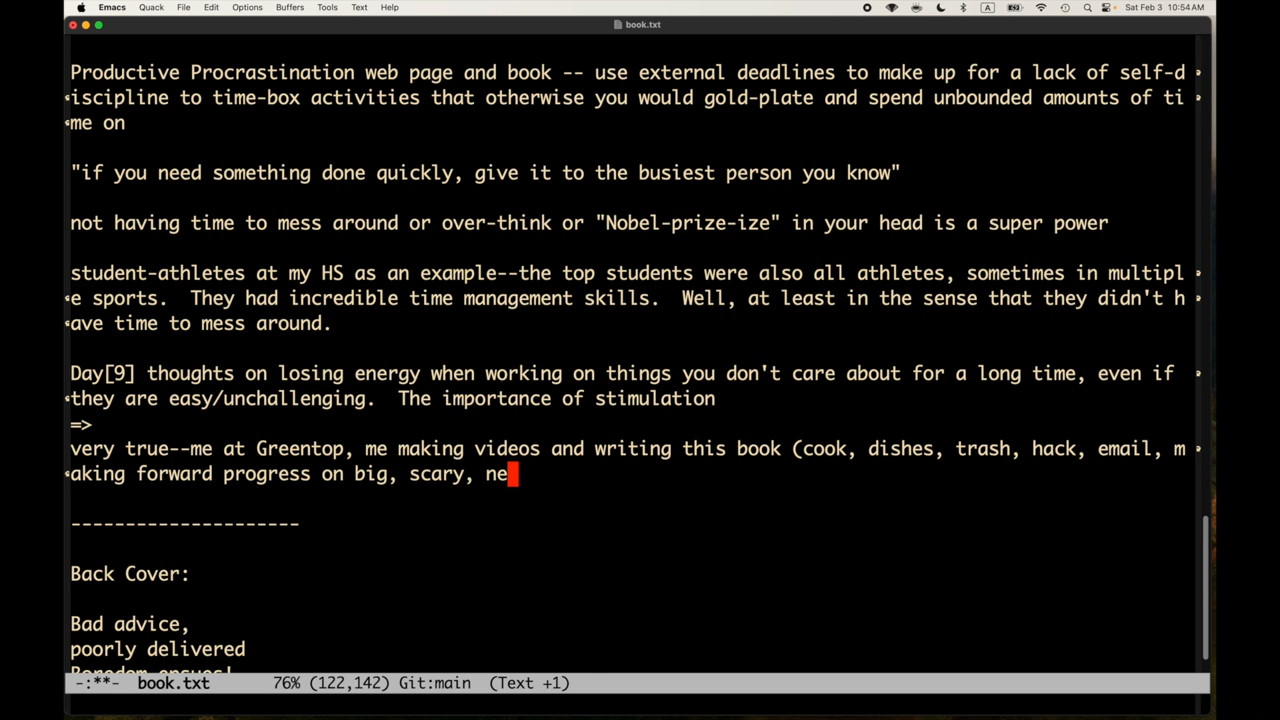 Emacs Quack File Edit Options Buffers Tools Text Help A Sat Feb 3 10:54 AM
book.txt
Productive Procrastination web page and book -- use external deadlines to make up for a lack of self-d
iscipline to time-box activities that otherwise you would gold-plate and spend unbounded amounts of ti
me on
"if you need something done quickly, give it to the busiest person you know"
not having time to mess around or over-think or "Nobel-prize-ize" in your head is a super power
student-athletes at my HS as an example--the top students were also all athletes, sometimes in multipl
e sports.  They had incredible time management skills.  Well, at least in the sense that they didn't h
ave time to mess around.
Day[9] thoughts on losing energy when working on things you don't care about for a long time, even if
they are easy/unchallenging.  The importance of stimulation
=>
very true--me at Greentop, me making videos and writing this book (cook, dishes, trash, hack, email, m
aking forward progress on big, scary, ne
---------------------
Back Cover:
Bad advice,
poorly delivered
Boredom ensues!
-:**-  book.txt      76% (122,142) Git:main  (Text +1)